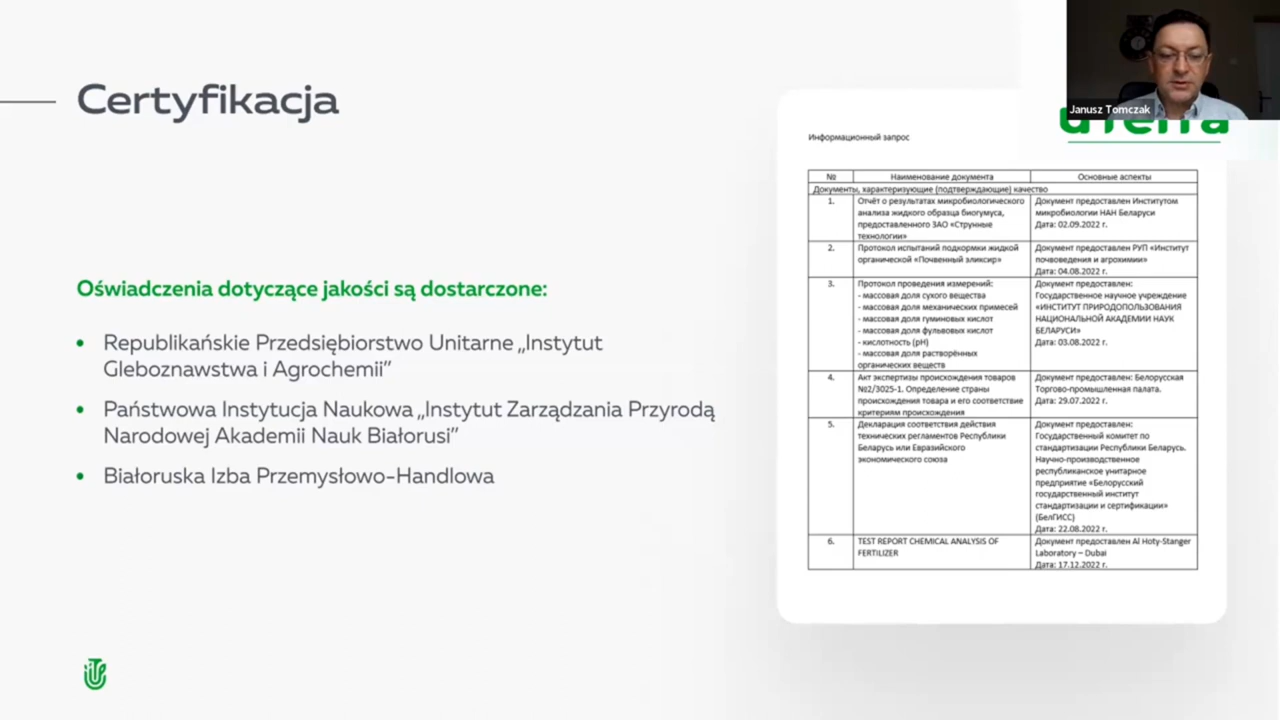 Certyfikacja
Oświadczenia dotyczące jakości są dostarczone:
Republikańskie Przedsiębiorstwo Unitarne „Instytut
Gleboznawstwa i Agrochemii”
Państwowa Instytucja Naukowa „Instytut Zarządzania Przyrodą
Narodowej Akademii Nauk Białorusi”
Białoruska Izba Przemysłowo-Handlowa
Janusz Tomczak
Информационный запрос
№ Наименование документа Основные аспекты
Документы, характеризующие (подтверждающие) качество
1. Отчёт о результатах микробиологического
анализа жидкого образца биогумуса,
предоставленного ЗАО «Струнные
технологии»
Документ предоставлен Институтом
микробиологии НАН Беларуси
Дата: 02.09.2022 г.
2. Протокол испытаний подкормки жидкой
органической «Почвенный эликсир»
Документ предоставлен РУП «Институт
почвоведения и агрохимии»
Дата: 04.08.2022 г.
3. Протокол проведения измерений:
- массовая доля сухого вещества
- массовая доля механических примесей
- массовая доля гуминовых кислот
- массовая доля фульвовых кислот
- кислотность (pH)
- массовая доля растворённых
органических веществ
Документ предоставлен:
Государственное научное учреждение
«ИНСТИТУТ ПРИРОДОПОЛЬЗОВАНИЯ
НАЦИОНАЛЬНОЙ АКАДЕМИИ НАУК
БЕЛАРУСИ»
Дата: 03.08.2022 г.
4. Акт экспертизы происхождения товаров
№2/3025-1. Определение страны
происхождения товара и его соответствие
критериям происхождения
Документ предоставлен: Белорусская
Торгово-промышленная палата.
Дата: 29.07.2022 г.
5. Декларация соответствия действия
технических регламентов Республики
Беларусь или Евразийского
экономического союза
Документ предоставлен:
Государственный комитет по
стандартизации Республики Беларусь.
Научно-производственное
республиканское унитарное
предприятие «Белорусский
государственный институт
стандартизации и сертификации»
(БелГИСС)
Дата: 22.08.2022 г.
6. TEST REPORT CHEMICAL ANALYSIS OF
FERTILIZER
Документ предоставлен Al Hoty-Stanger
Laboratory – Dubai
Дата: 17.12.2022 г.